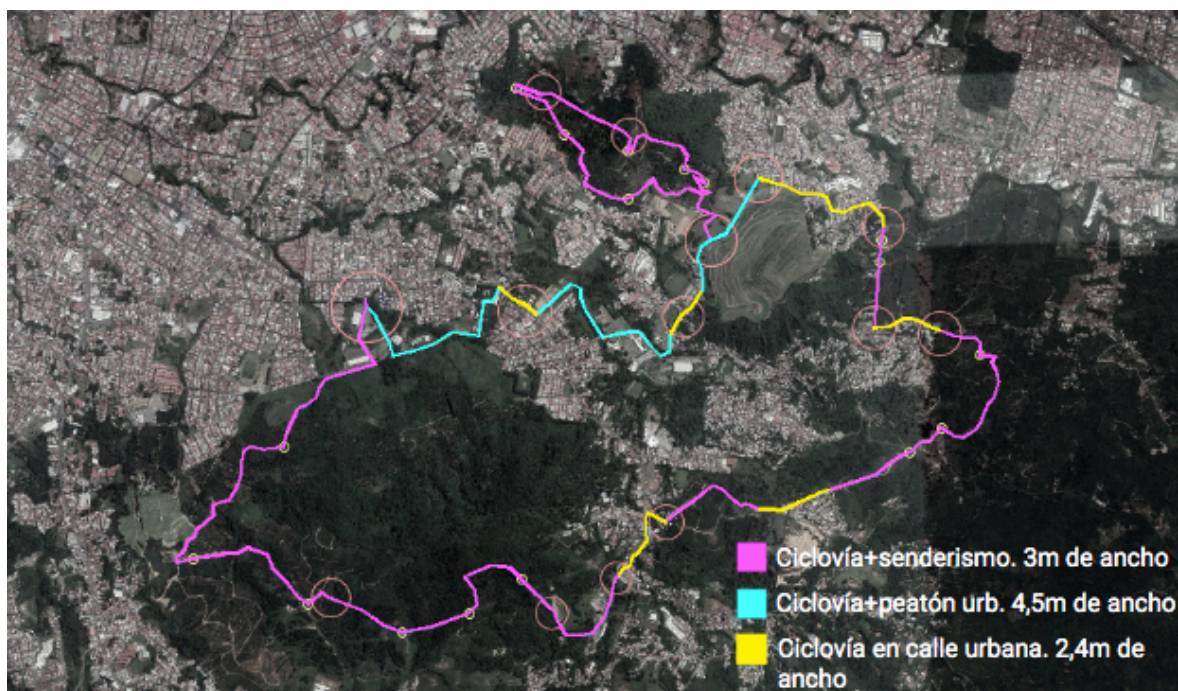 Ciclovía+senderismo. 3m de ancho
Ciclovía+peatón urb. 4,5m de ancho
Ciclovía en calle urbana. 2,4m de
ancho